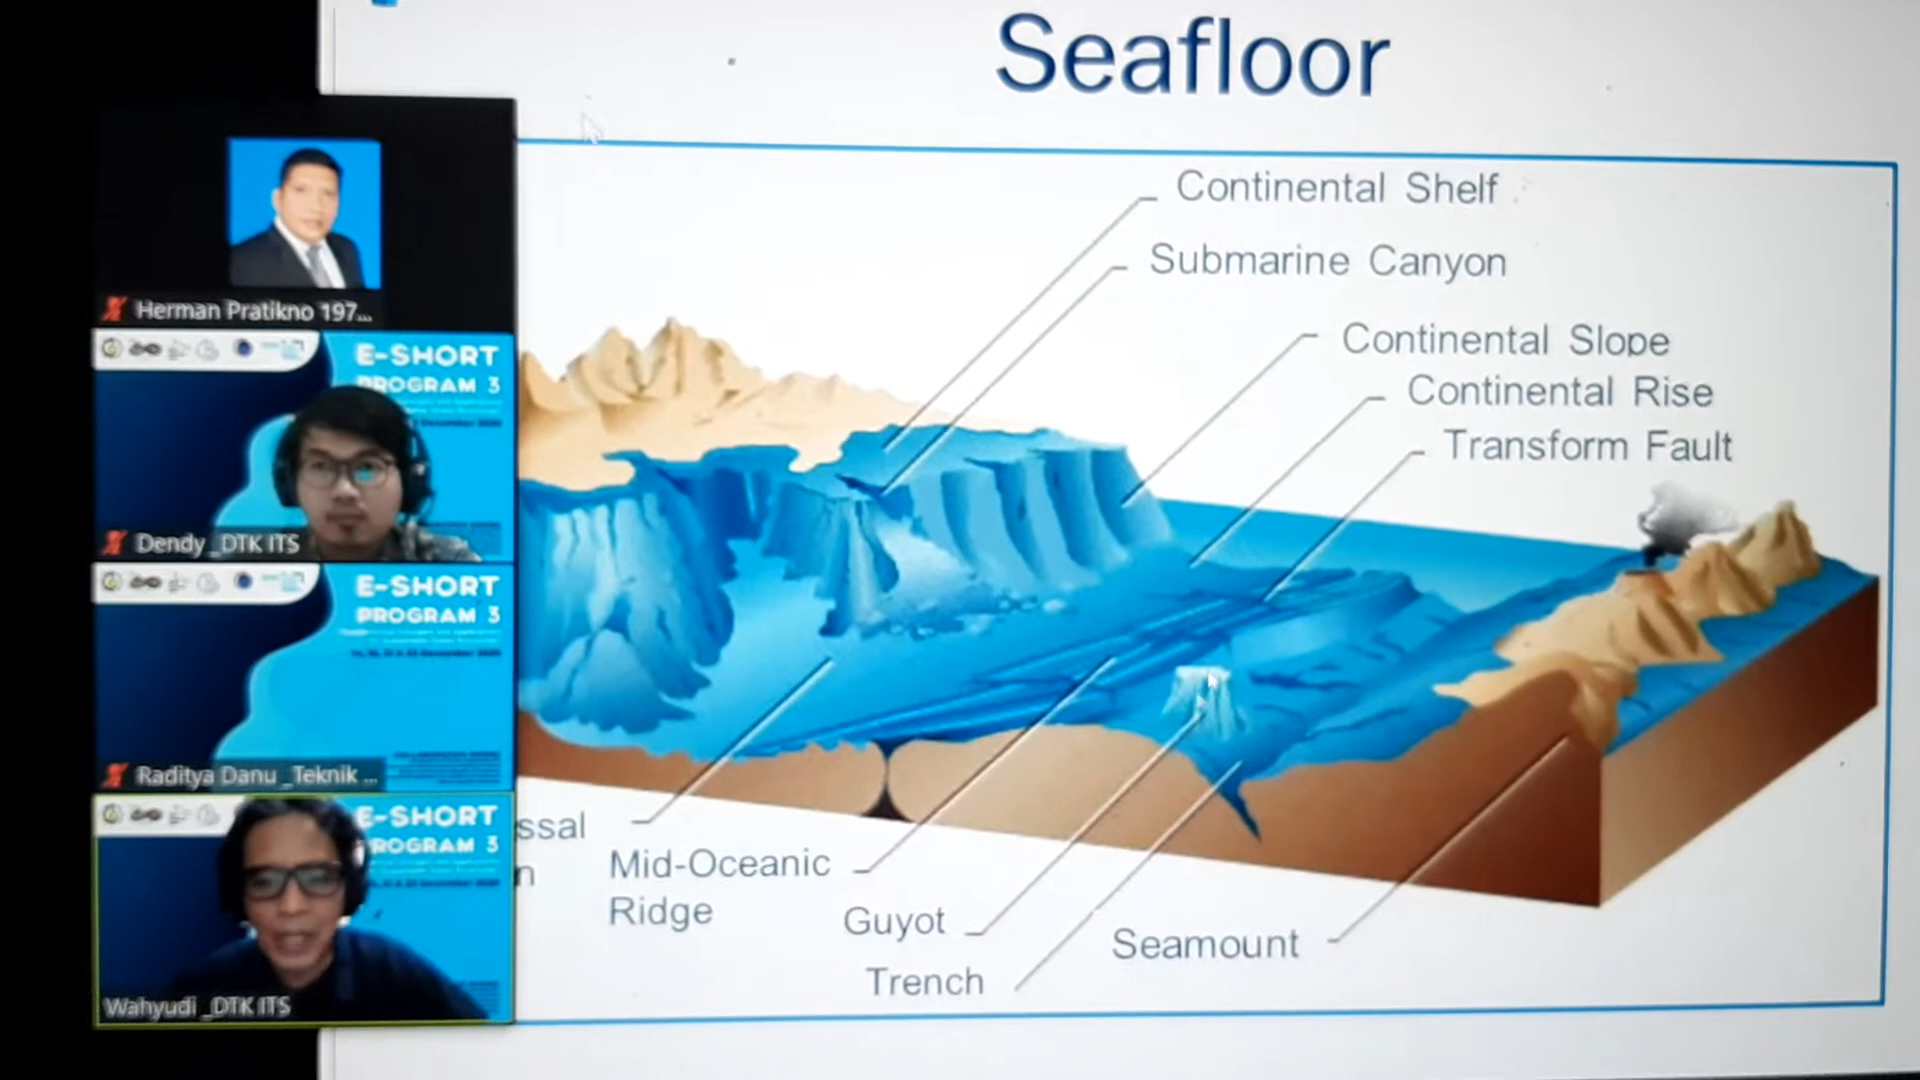 Seafloor
Continental Shelf
Submarine Canyon
Continental Slope
Continental Rise
Transform Fault
ssal
n
Mid-Oceanic
Ridge
Guyot
Trench
Seamount
Herman Pratikno 197...
E-SHORT
PROGRAM 3
Dendy _DTK ITS
E-SHORT
PROGRAM 3
Raditya Danu _Teknik ...
E-SHORT
ROGRAM 3
Wahyudi _DTK ITS